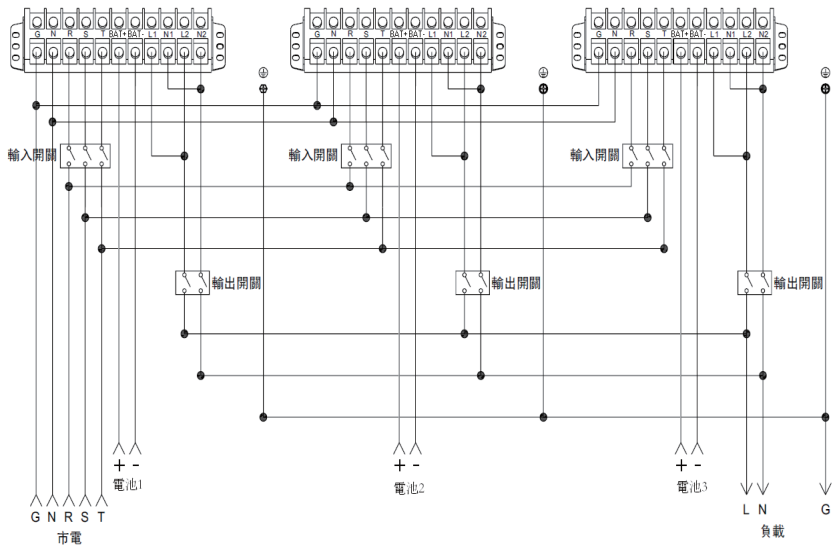 G N R S T BAT+ BAT- L1 N1 L2 N2
G N R S T BAT+ BAT- L1 N1 L2 N2
G N R S T BAT+ BAT- L1 N1 L2 N2
輸入開關
輸入開關
輸入開關
輸出開關
輸出開關
輸出開關
+ -
電池1
+ -
電池2
+ -
電池3
G N R S T
市電
L N
負載
G